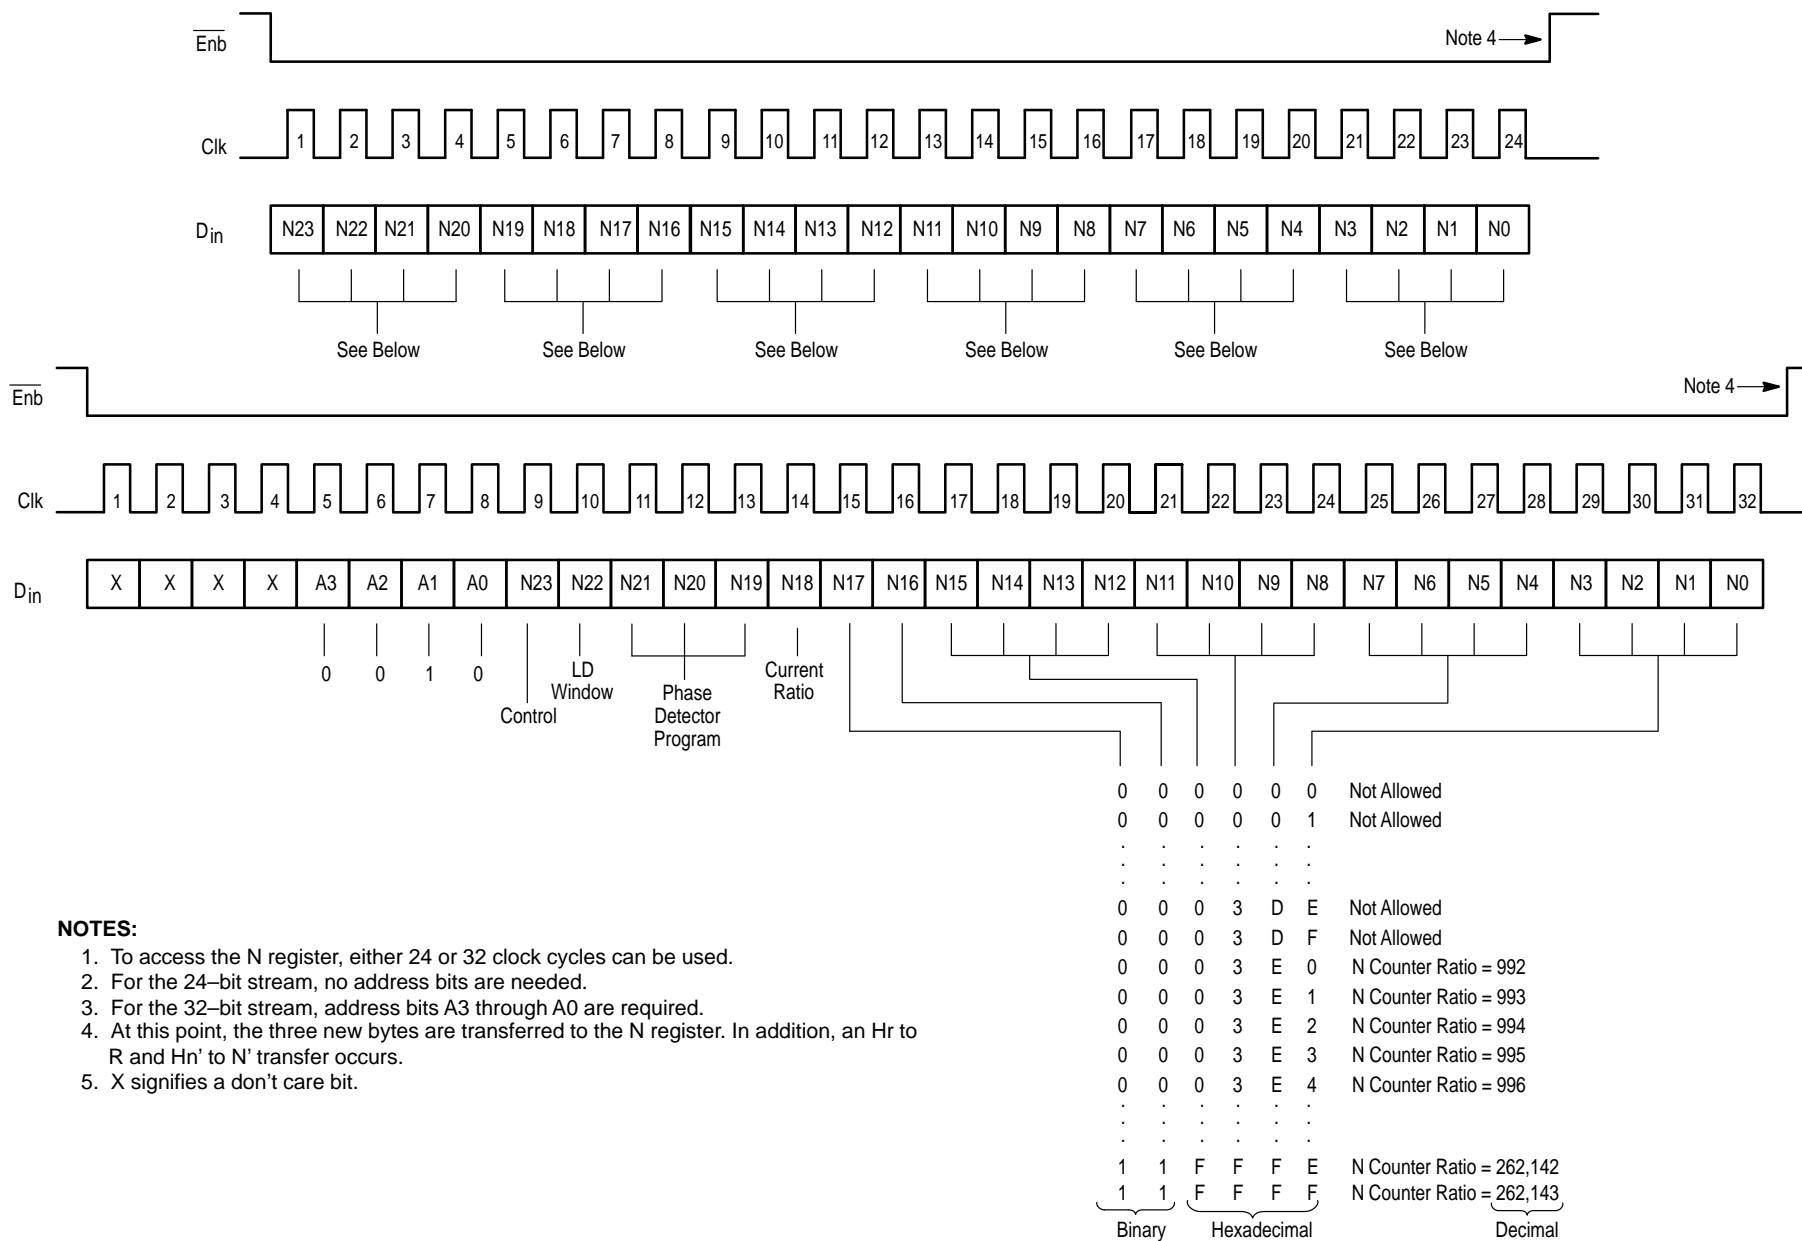 Enb
Note 4
Clk
1 2 3 4 5 6 7 8 9 10 11 12 13 14 15 16 17 18 19 20 21 22 23 24
Din
N23 N22 N21 N20 N19 N18 N17 N16 N15 N14 N13 N12 N11 N10 N9 N8 N7 N6 N5 N4 N3 N2 N1 N0
See Below See Below See Below See Below See Below See Below
Enb
Note 4
Clk
1 2 3 4 5 6 7 8 9 10 11 12 13 14 15 16 17 18 19 20 21 22 23 24 25 26 27 28 29 30 31 32
Din
X X X X A3 A2 A1 A0 N23 N22 N21 N20 N19 N18 N17 N16 N15 N14 N13 N12 N11 N10 N9 N8 N7 N6 N5 N4 N3 N2 N1 N0
0 0 1 0
Control
LD
Window
Phase
Detector
Program
Current
Ratio
0 0 0 0 0 0 Not Allowed
0 0 0 0 0 1 Not Allowed
. . . . . .
. . . . . .
. . . . . .
0 0 0 3 D E Not Allowed
0 0 0 3 D F Not Allowed
0 0 0 3 E 0 N Counter Ratio = 992
0 0 0 3 E 1 N Counter Ratio = 993
0 0 0 3 E 2 N Counter Ratio = 994
0 0 0 3 E 3 N Counter Ratio = 995
0 0 0 3 E 4 N Counter Ratio = 996
. . . . . .
. . . . . .
. . . . . .
1 1 F F F E N Counter Ratio = 262,142
1 1 F F F F N Counter Ratio = 262,143
Binary Hexadecimal Decimal
NOTES:
1. To access the N register, either 24 or 32 clock cycles can be used.
2. For the 24–bit stream, no address bits are needed.
3. For the 32–bit stream, address bits A3 through A0 are required.
4. At this point, the three new bytes are transferred to the N register. In addition, an Hr to
R and Hn' to N' transfer occurs.
5. X signifies a don't care bit.